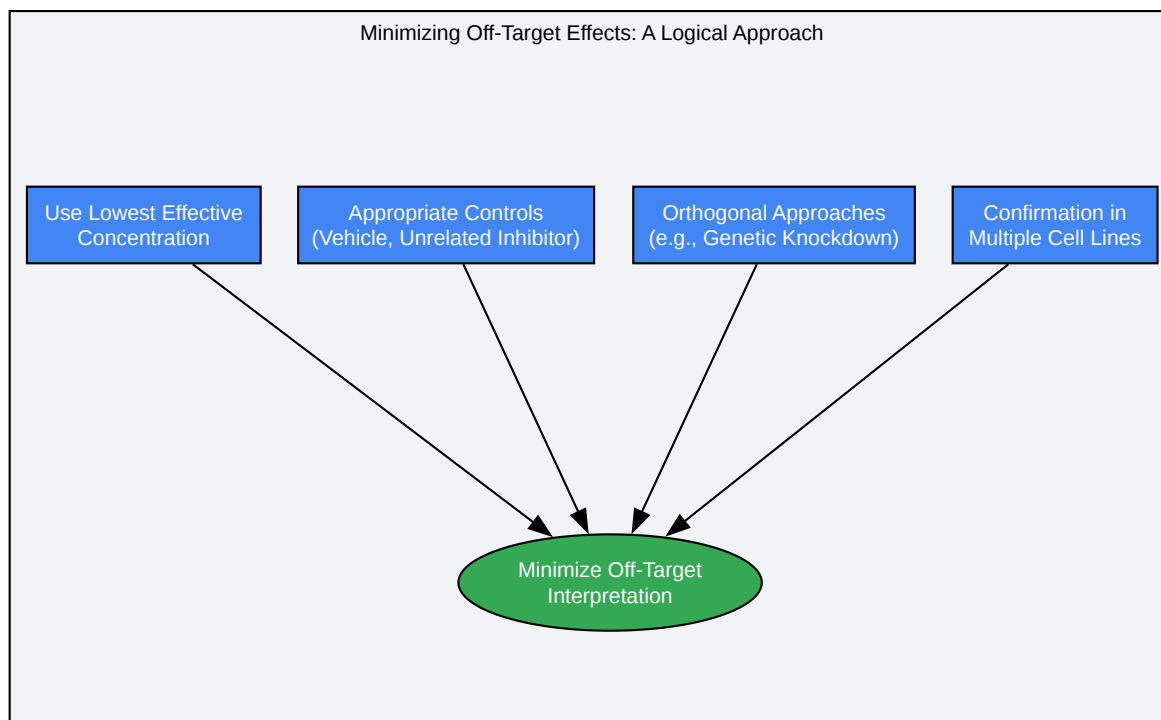 Minimizing Off-Target Effects: A Logical Approach
Use Lowest Effective
Concentration
Appropriate Controls
(Vehicle, Unrelated Inhibitor)
Orthogonal Approaches
(e.g., Genetic Knockdown)
Confirmation in
Multiple Cell Lines
Minimize Off-Target
Interpretation